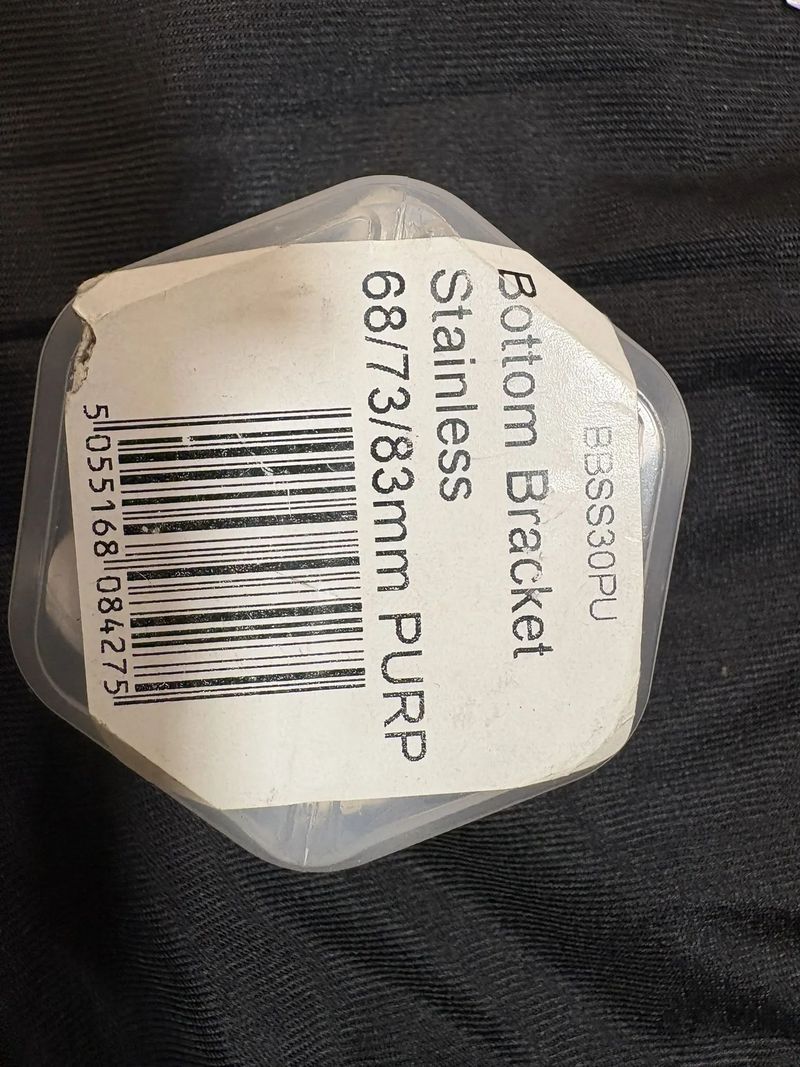 BBSS30PU
Bottom Bracket
Stainless
68/73/83mm PURP
5 055168 084275